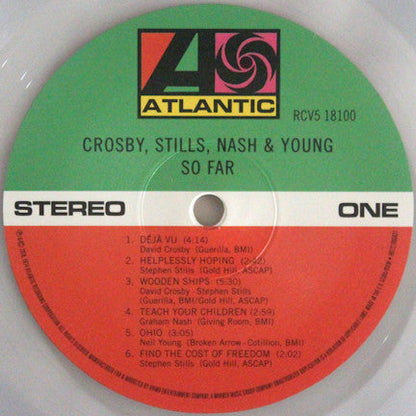 ATLANTIC
RCV5 18100
CROSBY, STILLS, NASH & YOUNG
SO FAR
STEREO ONE
1. DÉJÀ VU (4:14)
David Crosby (Guerilla, BMI)
2. HELPLESSLY HOPING (2:42)
Stephen Stills (Gold Hill, ASCAP)
3. WOODEN SHIPS (5:30)
David Crosby - Stephen Stills
(Guerilla, BMI/Gold Hill, ASCAP)
4. TEACH YOUR CHILDREN (2:59)
Graham Nash (Giving Room, BMI)
5. OHIO (3:05)
Neil Young (Broken Arrow - Cotillion, BMI)
6. FIND THE COST OF FREEDOM (2:02)
Stephen Stills (Gold Hill, ASCAP)